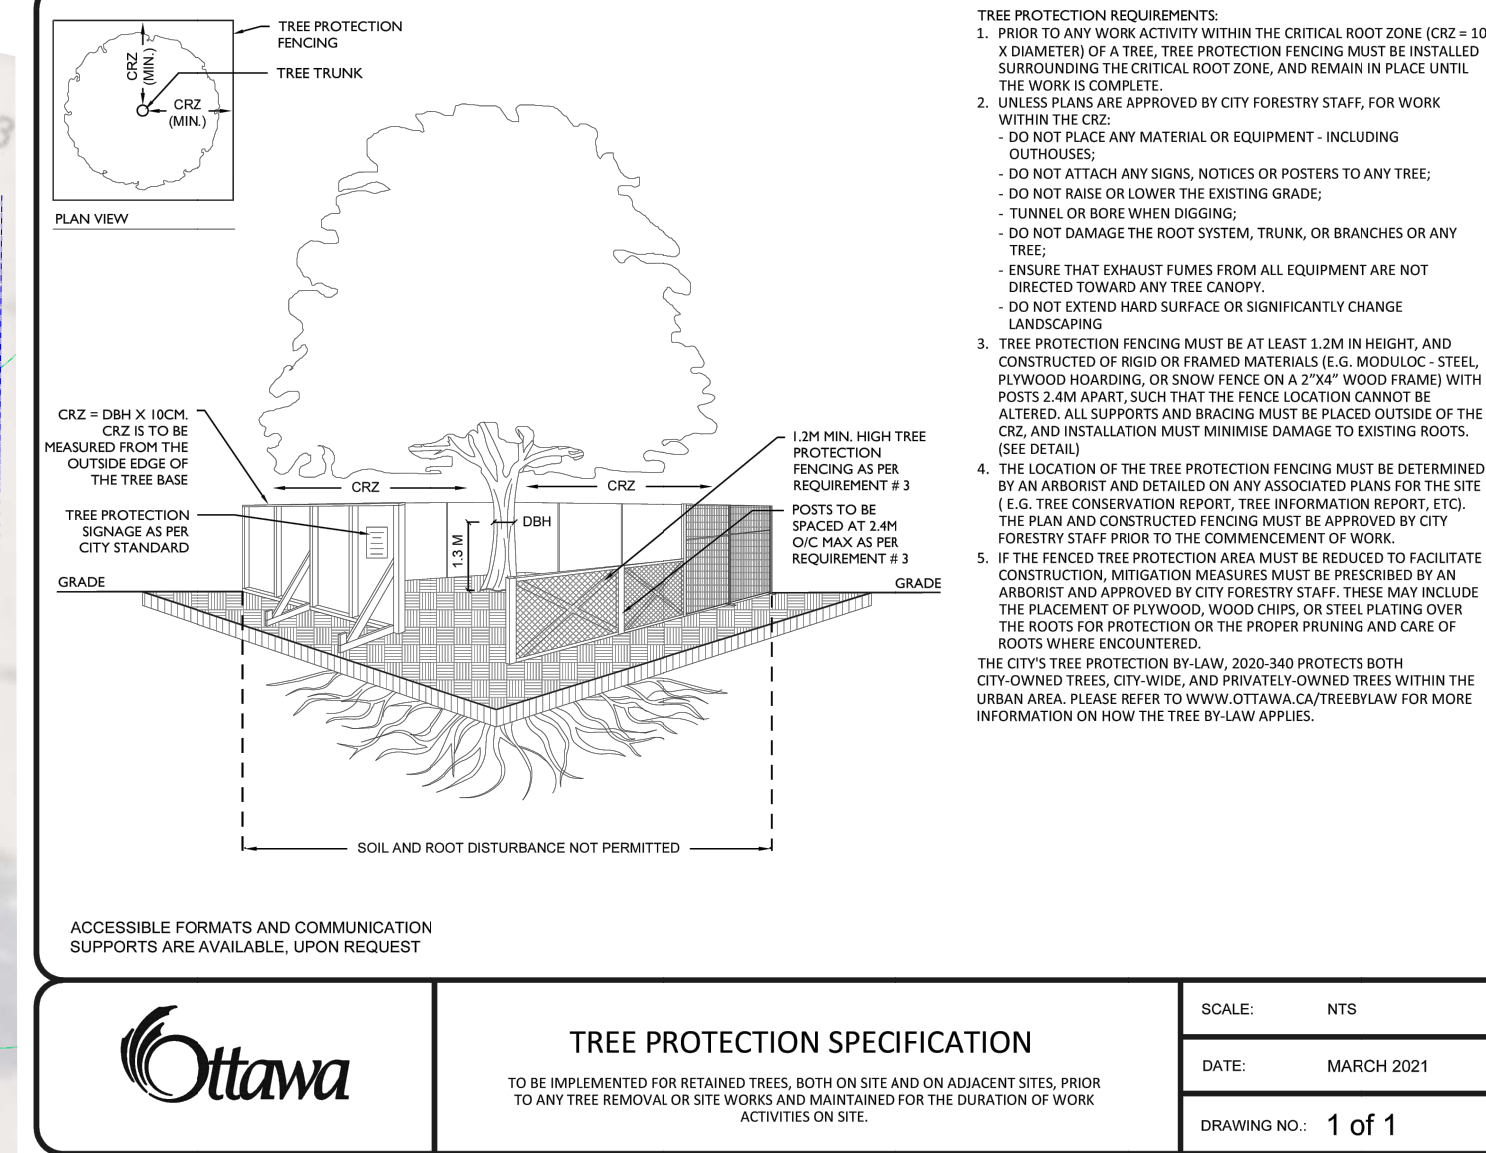 TREE PROTECTION
FENCING
TREE TRUNK
CRZ
(MIN.)
CRZ
(MIN.)
PLAN VIEW
CRZ = DBH X 10CM.
CRZ IS TO BE
MEASURED FROM THE
OUTSIDE EDGE OF
THE TREE BASE
TREE PROTECTION
SIGNAGE AS PER
CITY STANDARD
GRADE
CRZ
CRZ
DBH
1.3 M
1.2M MIN. HIGH TREE
PROTECTION
FENCING AS PER
REQUIREMENT # 3
POSTS TO BE
SPACED AT 2.4M
O/C MAX AS PER
REQUIREMENT # 3
GRADE
SOIL AND ROOT DISTURBANCE NOT PERMITTED
ACCESSIBLE FORMATS AND COMMUNICATION
SUPPORTS ARE AVAILABLE, UPON REQUEST
TREE PROTECTION REQUIREMENTS:
1. PRIOR TO ANY WORK ACTIVITY WITHIN THE CRITICAL ROOT ZONE (CRZ = 10
X DIAMETER) OF A TREE, TREE PROTECTION FENCING MUST BE INSTALLED
SURROUNDING THE CRITICAL ROOT ZONE, AND REMAIN IN PLACE UNTIL
THE WORK IS COMPLETE.
2. UNLESS PLANS ARE APPROVED BY CITY FORESTRY STAFF, FOR WORK
WITHIN THE CRZ:
- DO NOT PLACE ANY MATERIAL OR EQUIPMENT - INCLUDING
OUTHOUSES;
- DO NOT ATTACH ANY SIGNS, NOTICES OR POSTERS TO ANY TREE;
- DO NOT RAISE OR LOWER THE EXISTING GRADE;
- TUNNEL OR BORE WHEN DIGGING;
- DO NOT DAMAGE THE ROOT SYSTEM, TRUNK, OR BRANCHES OR ANY
TREE;
- ENSURE THAT EXHAUST FUMES FROM ALL EQUIPMENT ARE NOT
DIRECTED TOWARD ANY TREE CANOPY.
- DO NOT EXTEND HARD SURFACE OR SIGNIFICANTLY CHANGE
LANDSCAPING
3. TREE PROTECTION FENCING MUST BE AT LEAST 1.2M IN HEIGHT, AND
CONSTRUCTED OF RIGID OR FRAMED MATERIALS (E.G. MODULOC - STEEL,
PLYWOOD HOARDING, OR SNOW FENCE ON A 2”X4” WOOD FRAME) WITH
POSTS 2.4M APART, SUCH THAT THE FENCE LOCATION CANNOT BE
ALTERED. ALL SUPPORTS AND BRACING MUST BE PLACED OUTSIDE OF THE
CRZ, AND INSTALLATION MUST MINIMISE DAMAGE TO EXISTING ROOTS.
(SEE DETAIL)
4. THE LOCATION OF THE TREE PROTECTION FENCING MUST BE DETERMINED
BY AN ARBORIST AND DETAILED ON ANY ASSOCIATED PLANS FOR THE SITE
( E.G. TREE CONSERVATION REPORT, TREE INFORMATION REPORT, ETC).
THE PLAN AND CONSTRUCTED FENCING MUST BE APPROVED BY CITY
FORESTRY STAFF PRIOR TO THE COMMENCEMENT OF WORK.
5. IF THE FENCED TREE PROTECTION AREA MUST BE REDUCED TO FACILITATE
CONSTRUCTION, MITIGATION MEASURES MUST BE PRESCRIBED BY AN
ARBORIST AND APPROVED BY CITY FORESTRY STAFF. THESE MAY INCLUDE
THE PLACEMENT OF PLYWOOD, WOOD CHIPS, OR STEEL PLATING OVER
THE ROOTS FOR PROTECTION OR THE PROPER PRUNING AND CARE OF
ROOTS WHERE ENCOUNTERED.
THE CITY'S TREE PROTECTION BY-LAW, 2020-340 PROTECTS BOTH
CITY-OWNED TREES, CITY-WIDE, AND PRIVATELY-OWNED TREES WITHIN THE
URBAN AREA. PLEASE REFER TO WWW.OTTAWA.CA/TREEBYLAW FOR MORE
INFORMATION ON HOW THE TREE BY-LAW APPLIES.
Ottawa
TREE PROTECTION SPECIFICATION
TO BE IMPLEMENTED FOR RETAINED TREES, BOTH ON SITE AND ON ADJACENT SITES, PRIOR
TO ANY TREE REMOVAL OR SITE WORKS AND MAINTAINED FOR THE DURATION OF WORK
ACTIVITIES ON SITE.
SCALE: NTS
DATE: MARCH 2021
DRAWING NO.: 1 of 1